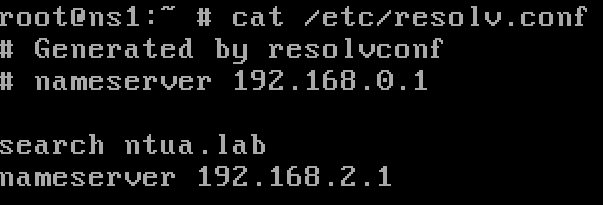 root@ns1:~ # cat /etc/resolv.conf
# Generated by resolvconf
# nameserver 192.168.0.1

search ntua.lab
nameserver 192.168.2.1